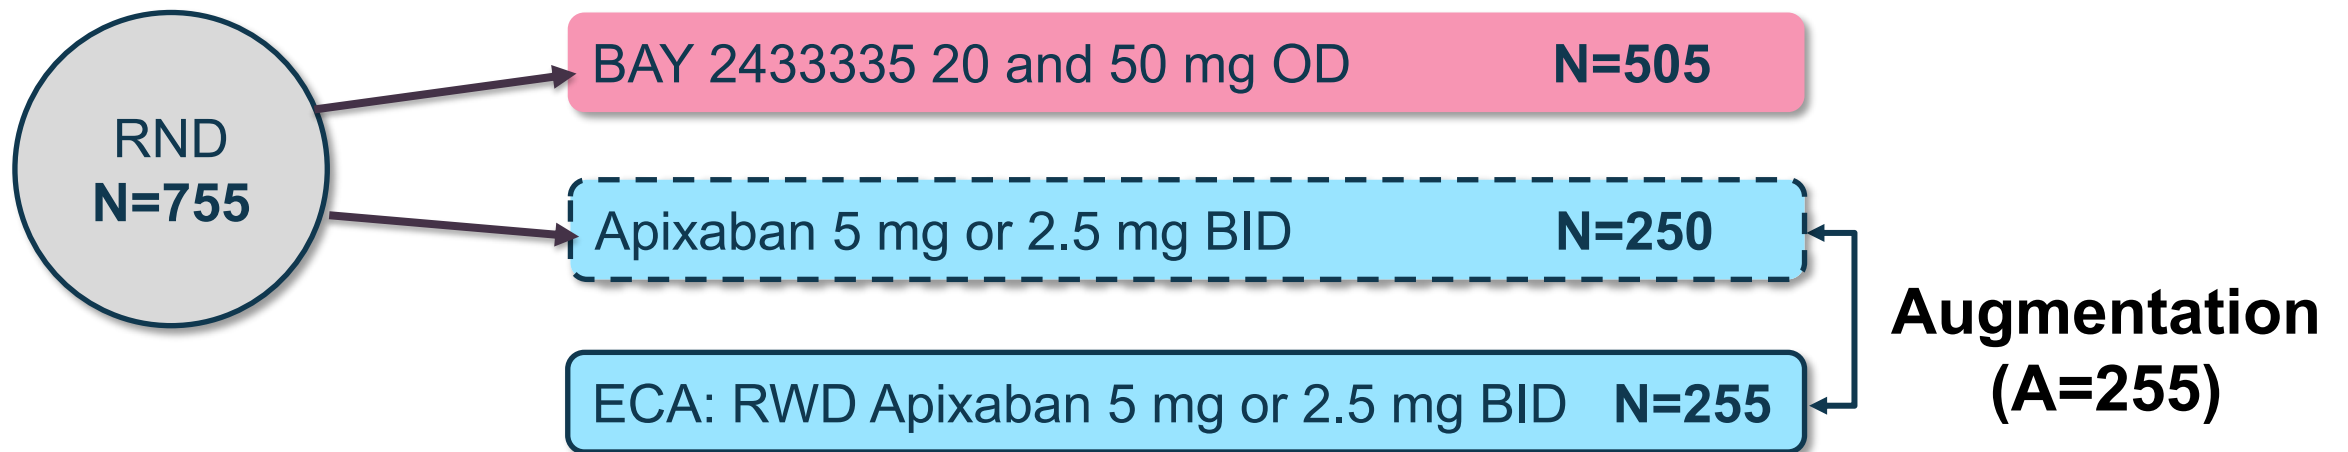 RND
N=755
BAY 2433335 20 and 50 mg OD N=505
Apixaban 5 mg or 2.5 mg BID N=250
ECA: RWD Apixaban 5 mg or 2.5 mg BID N=255
Augmentation
(A=255)